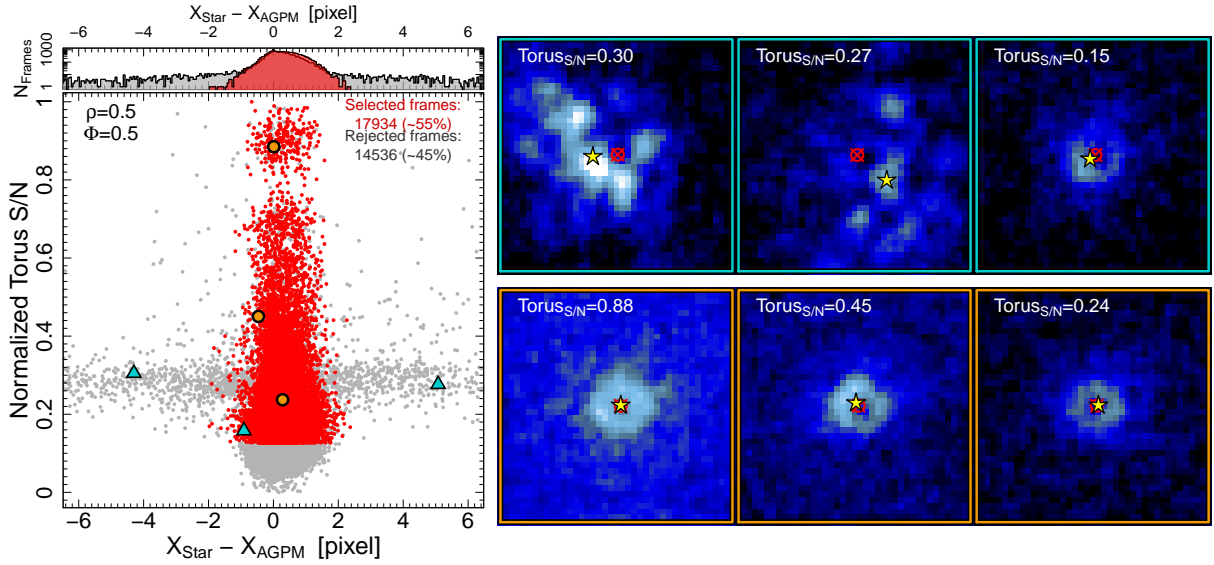 X_Star − X_AGPM [pixel]
−6 −4 −2 0 2 4 6
N_Frames
1 1000
ρ=0.5
Φ=0.5
Selected frames:
17934 (~55%)
Rejected frames:
14536 (~45%)
Normalized Torus S/N
1
0.8
0.6
0.4
0.2
0
−6 −4 −2 0 2 4 6
X_Star − X_AGPM [pixel]
Torus_S/N=0.30
Torus_S/N=0.27
Torus_S/N=0.15
Torus_S/N=0.88
Torus_S/N=0.45
Torus_S/N=0.24